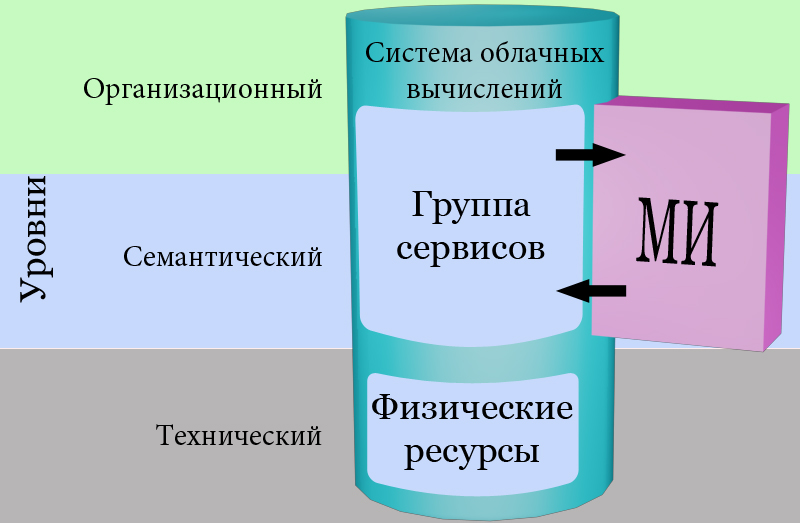 Система облачных
вычислений
Организационный
Группа
сервисов
МИ
Уровни
Семантический
Физические
ресурсы
Технический